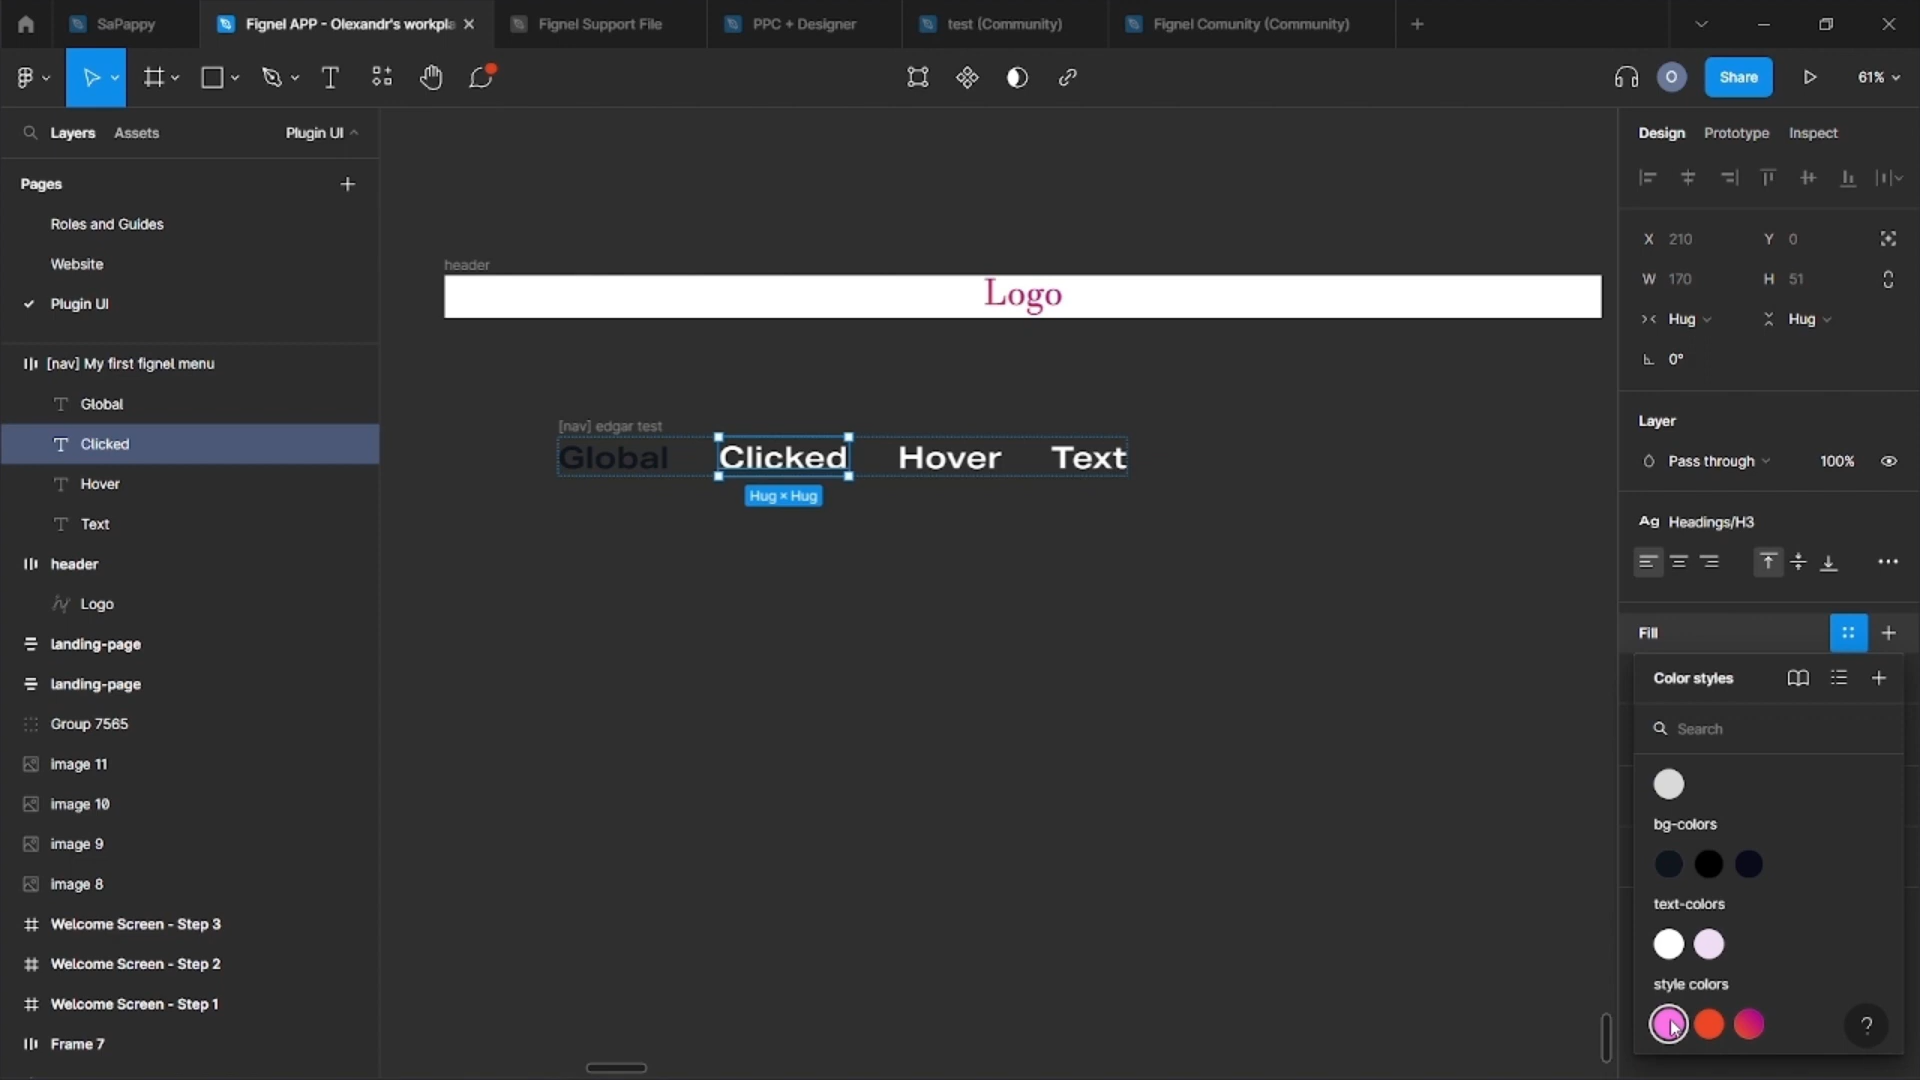 SaPappy
Fignel APP - Olexandr's workpla
Fignel Support File
PPC + Designer
test (Community)
Fignel Comunity (Community)
O
Share
61%
Layers
Assets
Plugin UI
Pages
Roles and Guides
Website
Plugin UI
[nav] My first fignel menu
Global
Clicked
Hover
Text
header
Logo
landing-page
landing-page
Group 7565
image 11
image 10
image 9
image 8
Welcome Screen - Step 3
Welcome Screen - Step 2
Welcome Screen - Step 1
Frame 7
header
Logo
[nav] edgar test
Global Clicked Hover Text
Hug × Hug
Design
Prototype
Inspect
X 210
Y 0
W 170
H 51
Hug
Hug
0°
Layer
Pass through
100%
Ag Headings/H3
Fill
Color styles
Search
bg-colors
text-colors
style colors
?